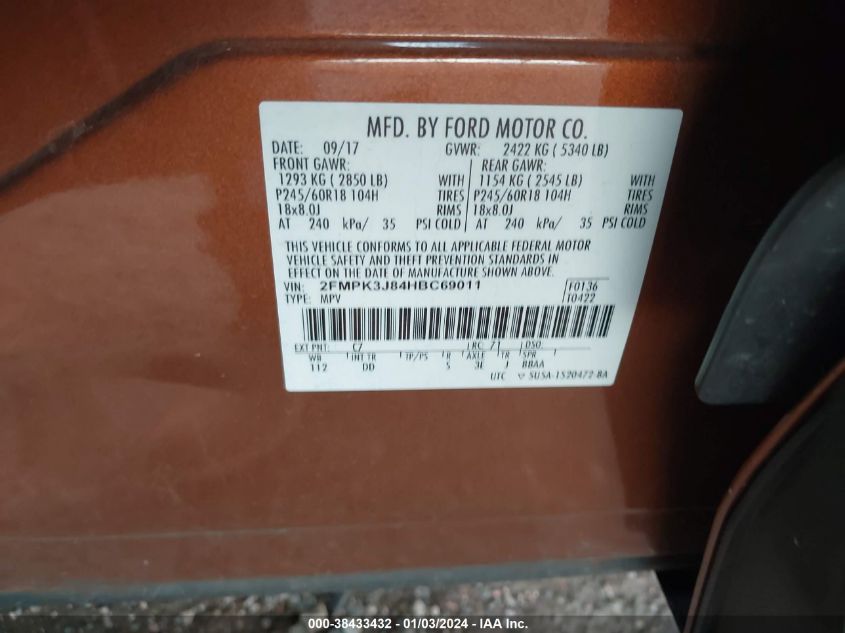 MFD. BY FORD MOTOR CO.
DATE: 09/17 GVWR: 2422 KG ( 5340 LB)
FRONT GAWR: REAR GAWR:
1293 KG ( 2850 LB) WITH 1154 KG ( 2545 LB) WITH
P245/60R18 104H TIRES P245/60R18 104H TIRES
18x8.0J RIMS 18x8.0J RIMS
AT 240 kPa/ 35 PSI COLD AT 240 kPa/ 35 PSI COLD
THIS VEHICLE CONFORMS TO ALL APPLICABLE FEDERAL MOTOR
VEHICLE SAFETY AND THEFT PREVENTION STANDARDS IN
EFFECT ON THE DATE OF MANUFACTURE SHOWN ABOVE.
VIN: 2FMPK3J84HBC69011 F0136
TYPE: MPV T0422
EXT PNT: C7 RC: 71 DSO:
WB INT TR TP/PS R AXLE TR SPR
112 DD 5 3E J BBAA
UTC SU5A-1520472-BA
000-38433432 - 01/03/2024 - IAA Inc.